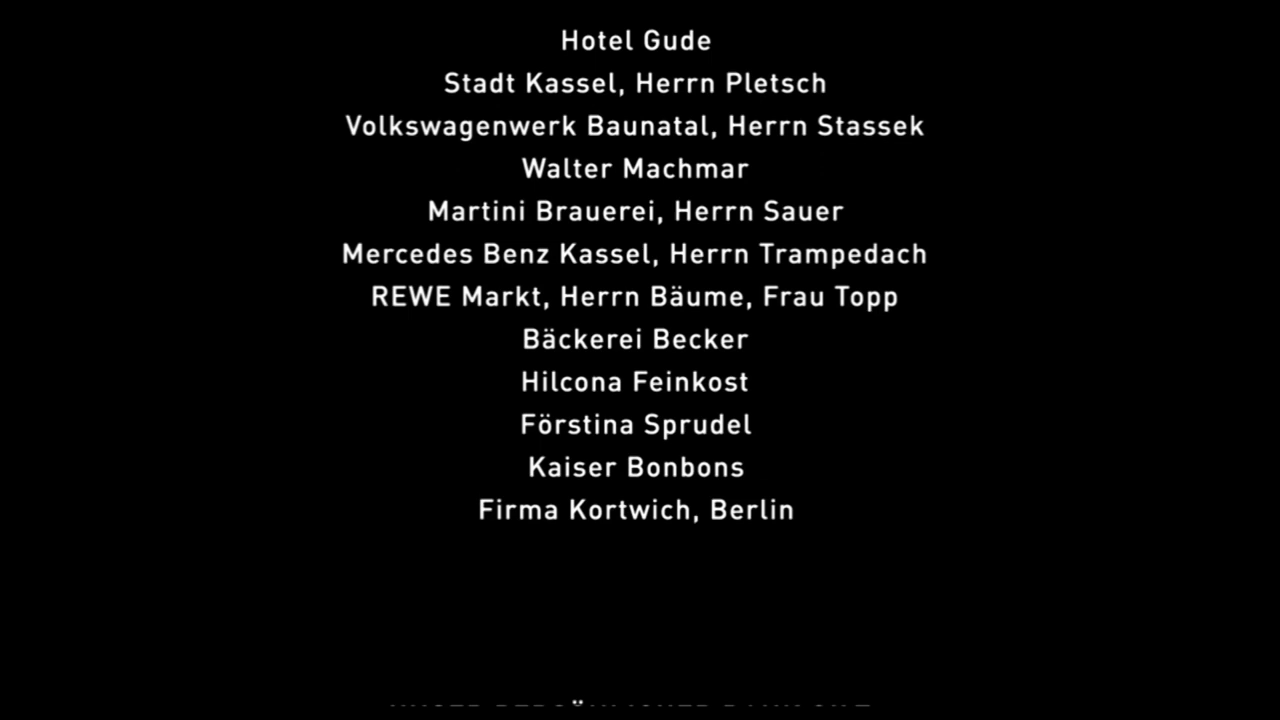 Hotel Gude
Stadt Kassel, Herrn Pletsch
Volkswagenwerk Baunatal, Herrn Stassek
Walter Machmar
Martini Brauerei, Herrn Sauer
Mercedes Benz Kassel, Herrn Trampedach
REWE Markt, Herrn Bäume, Frau Topp
Bäckerei Becker
Hilcona Feinkost
Förstina Sprudel
Kaiser Bonbons
Firma Kortwich, Berlin